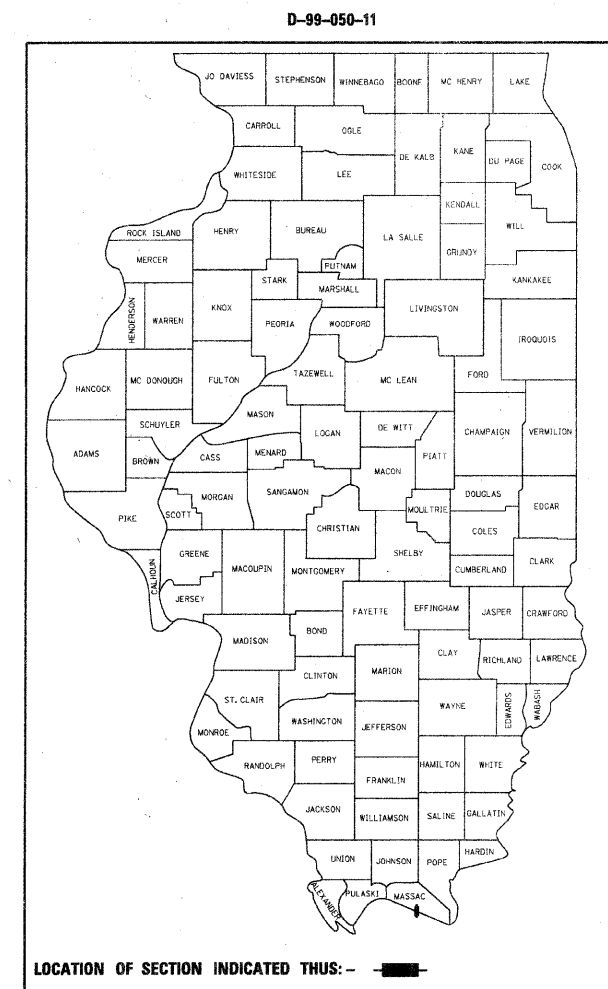 D-99-050-11
JO DAVIESS STEPHENSON WINNEBAGO BOONE MC HENRY LAKE
CARROLL OGLE DE KALB KANE DU PAGE COOK
WHITESIDE LEE
KENDALL
ROCK ISLAND HENRY BUREAU LA SALLE WILL
GRUNDY
MERCER PUTNAM
STARK MARSHALL KANKAKEE
HENDERSON WARREN KNOX PEORIA WOODFORD LIVINGSTON
IROQUOIS
HANCOCK MC DONOUGH FULTON TAZEWELL MC LEAN FORD
MASON
SCHUYLER LOGAN DE WITT CHAMPAIGN VERMILION
ADAMS BROWN CASS MENARD PIATT
MACON
MORGAN SANGAMON DOUGLAS
PIKE SCOTT CHRISTIAN MOULTRIE EDGAR
COLES
GREENE MACOUPIN MONTGOMERY SHELBY
CALHOUN CUMBERLAND CLARK
JERSEY FAYETTE EFFINGHAM JASPER CRAWFORD
MADISON BOND
CLAY RICHLAND LAWRENCE
CLINTON MARION
ST. CLAIR WAYNE EDWARDS WABASH
WASHINGTON JEFFERSON
MONROE
RANDOLPH PERRY HAMILTON WHITE
FRANKLIN
JACKSON WILLIAMSON SALINE GALLATIN
UNION JOHNSON POPE HARDIN
ALEXANDER PULASKI MASSAC
LOCATION OF SECTION INDICATED THUS: -